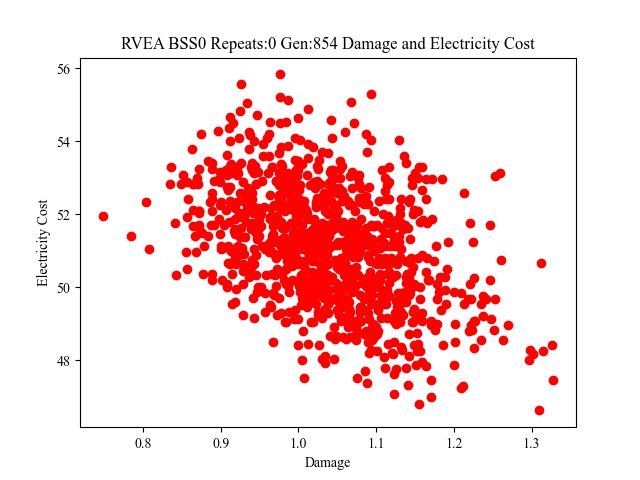 RVEA BSS0 Repeats:0 Gen:854 Damage and Electricity Cost
56
54
52
50
48
Electricity Cost
0.8 0.9 1.0 1.1 1.2 1.3
Damage